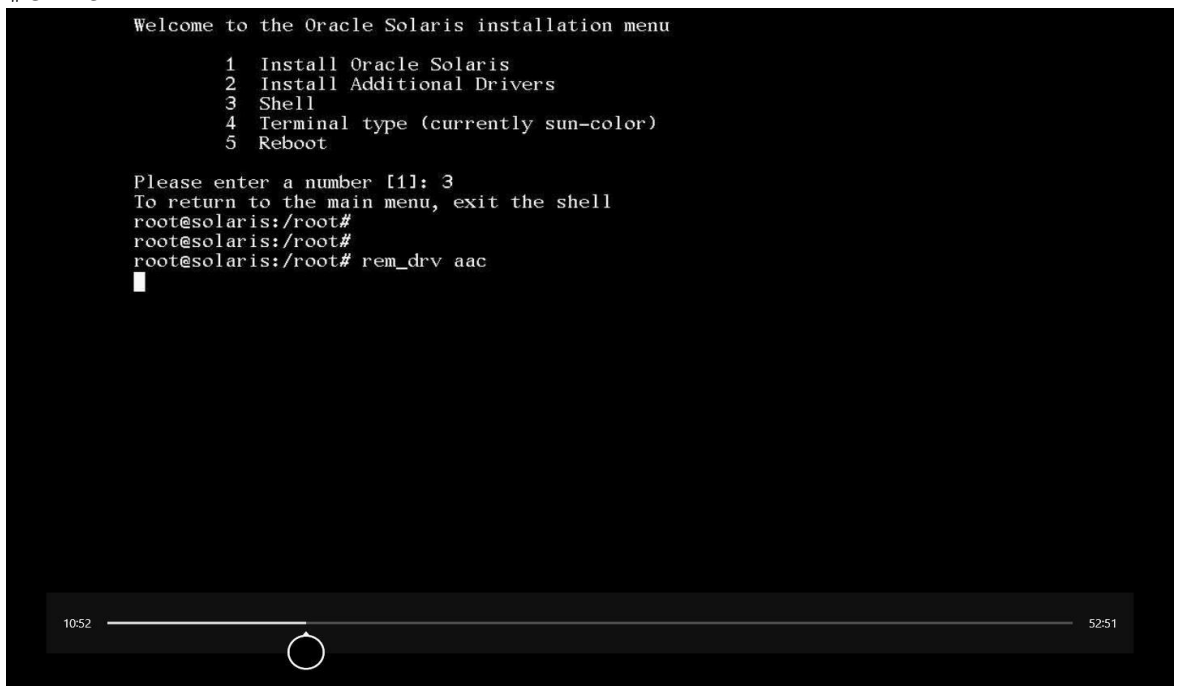 Welcome to the Oracle Solaris installation menu
1 Install Oracle Solaris
2 Install Additional Drivers
3 Shell
4 Terminal type (currently sun-color)
5 Reboot
Please enter a number [1]: 3
To return to the main menu, exit the shell
root@solaris:/root#
root@solaris:/root#
root@solaris:/root# rem_drv aac
10:52 52:51